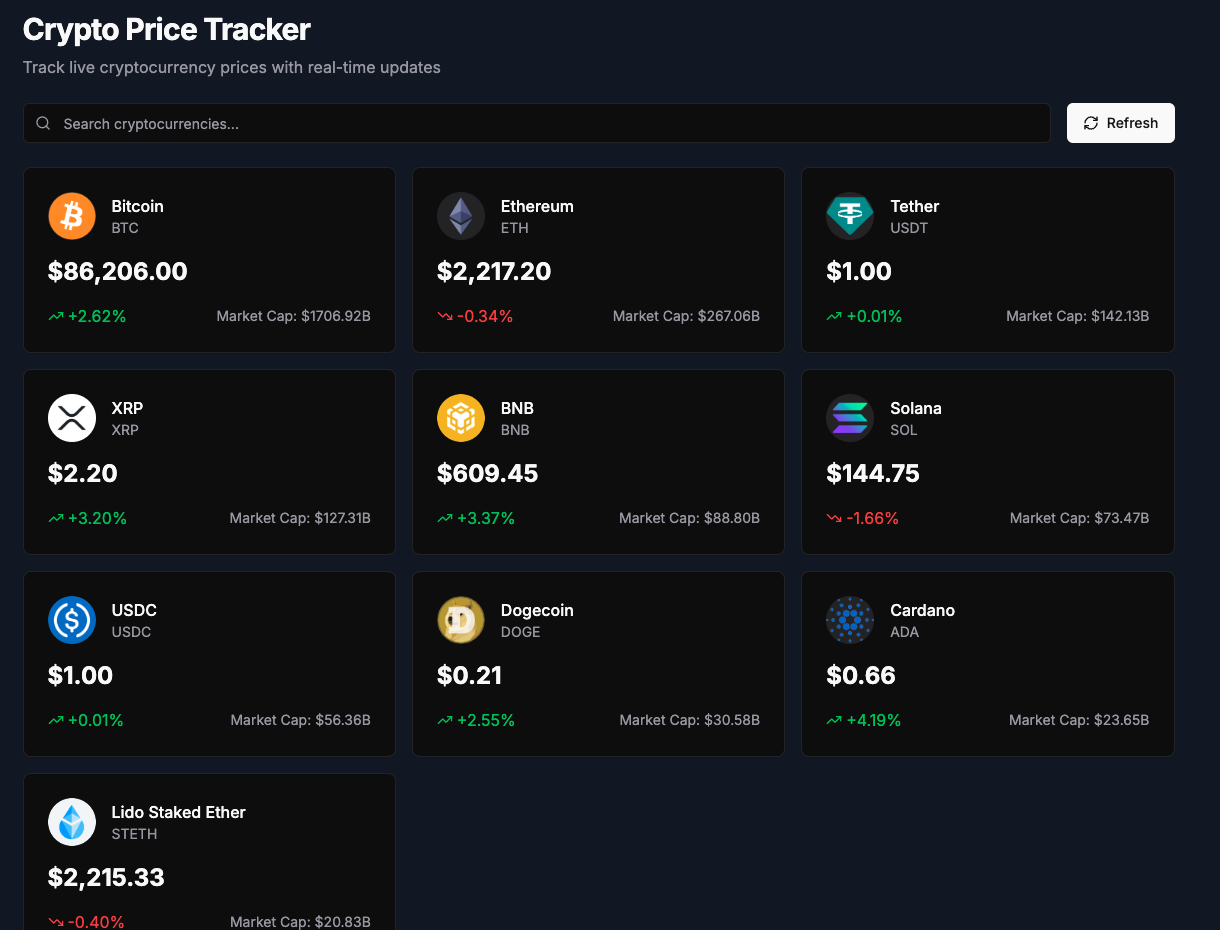 Crypto Price Tracker
Track live cryptocurrency prices with real-time updates
Search cryptocurrencies...
Refresh
Bitcoin
BTC
$86,206.00
+2.62% Market Cap: $1706.92B
Ethereum
ETH
$2,217.20
-0.34% Market Cap: $267.06B
Tether
USDT
$1.00
+0.01% Market Cap: $142.13B
XRP
XRP
$2.20
+3.20% Market Cap: $127.31B
BNB
BNB
$609.45
+3.37% Market Cap: $88.80B
Solana
SOL
$144.75
-1.66% Market Cap: $73.47B
USDC
USDC
$1.00
+0.01% Market Cap: $56.36B
Dogecoin
DOGE
$0.21
+2.55% Market Cap: $30.58B
Cardano
ADA
$0.66
+4.19% Market Cap: $23.65B
Lido Staked Ether
STETH
$2,215.33
-0.40% Market Cap: $20.83B